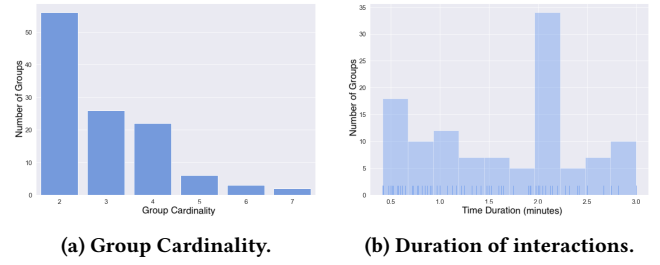 Number of Groups
50
40
30
20
10
0
2 3 4 5 6 7
Group Cardinality
(a) Group Cardinality.
Number of Groups
35
30
25
20
15
10
5
0
0.5 1.0 1.5 2.0 2.5 3.0
Time Duration (minutes)
(b) Duration of interactions.